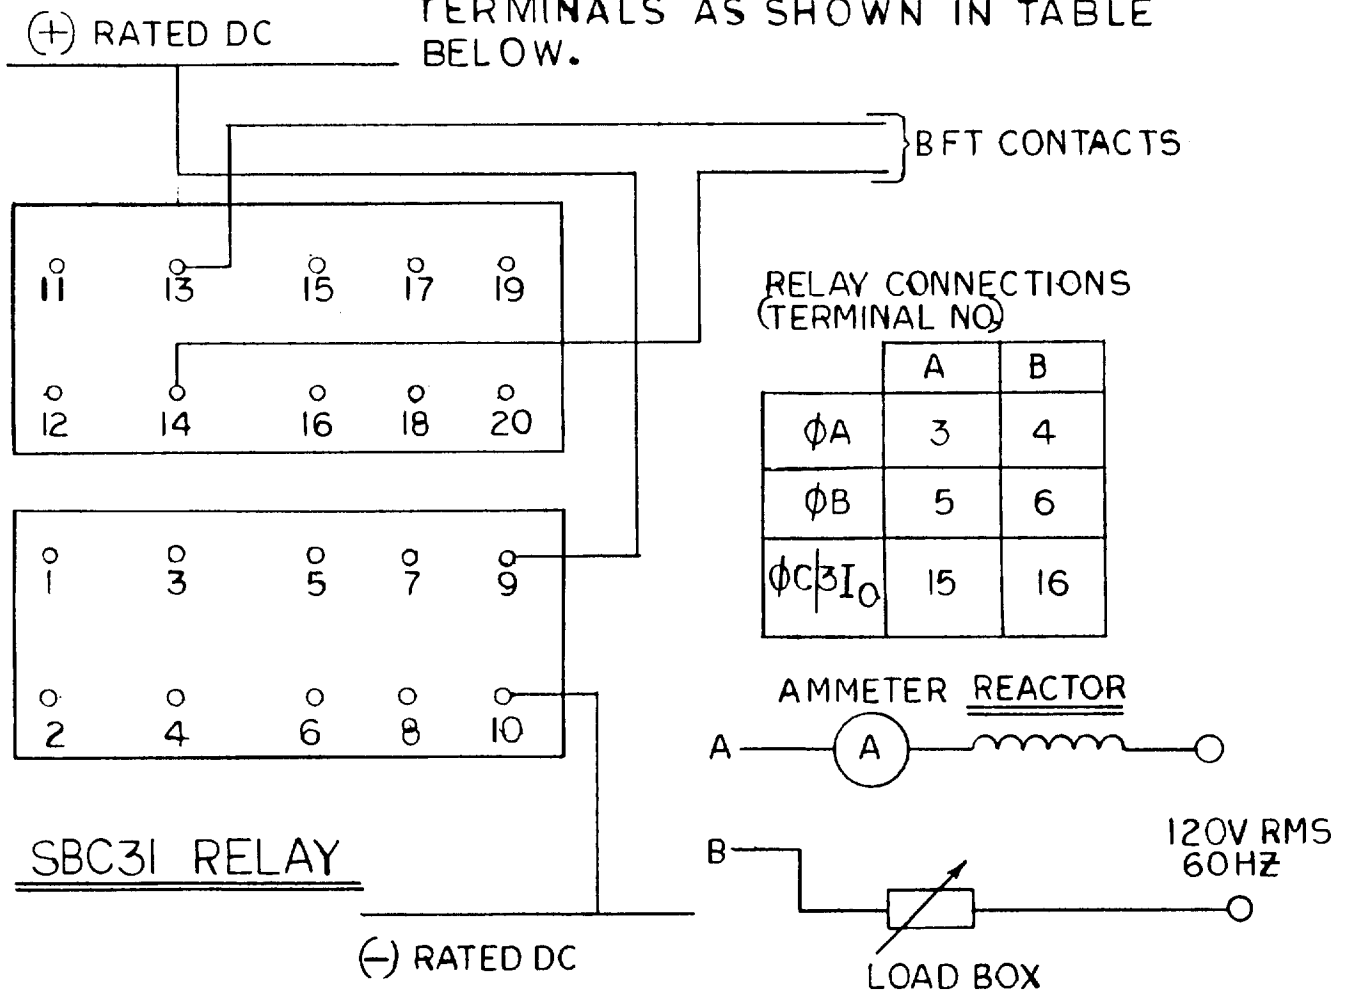 TERMINALS AS SHOWN IN TABLE
BELOW.
(+) RATED DC
BFT CONTACTS
11 13 15 17 19
12 14 16 18 20
RELAY CONNECTIONS
(TERMINAL NO.)
A B
ϕA 3 4
ϕB 5 6
ϕC/3I0 15 16
1 3 5 7 9
2 4 6 8 10
AMMETER REACTOR
A A
B
120V RMS
60HZ
LOAD BOX
SBC31 RELAY
(-) RATED DC